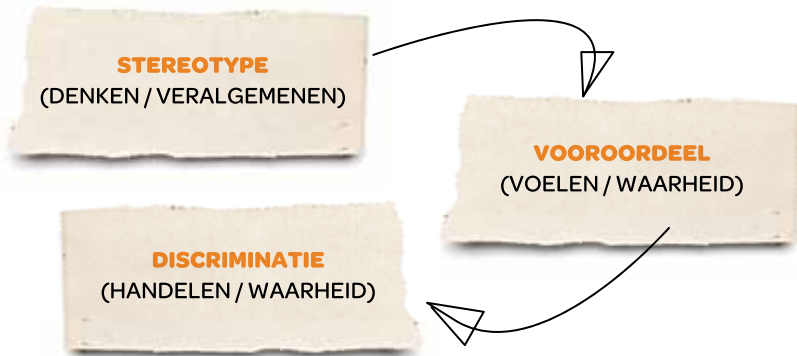 STEREOTYPE
(DENKEN / VERALGEMENEN)
VOOROORDEEL
(VOELEN / WAARHEID)
DISCRIMINATIE
(HANDELEN / WAARHEID)